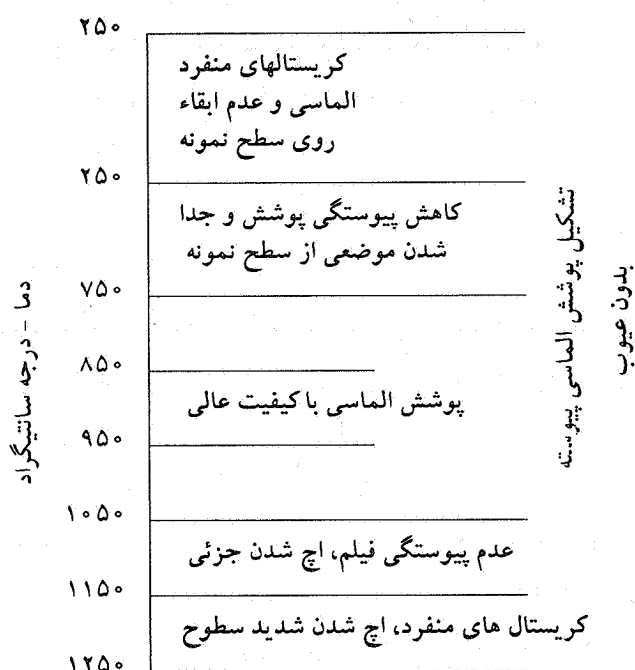 ۲۵۰
کریستالهای منفرد
الماسی و عدم ابقاء
روی سطح نمونه
۲۵۰
کاهش پیوستگی پوشش و جدا
شدن موضعی از سطح نمونه
۷۵۰
۸۵۰
پوشش الماسی با کیفیت عالی
۹۵۰
۱۰۵۰
عدم پیوستگی فیلم، اچ شدن جزئی
۱۱۵۰
کریستال های منفرد، اچ شدن شدید سطوح
۱۲۵۰
دما - درجه سانتیگراد
تشکیل پوشش الماسی پیوسته
بدون عیوب